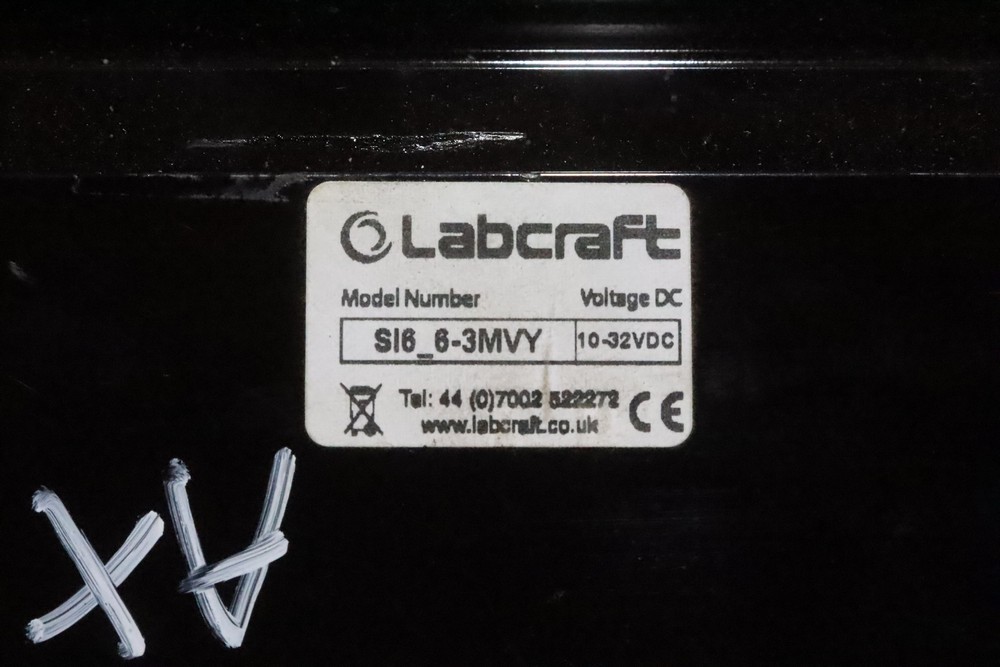 Labcraft
Model Number Voltage DC
SI6_6-3MVY 10-32VDC
Tel: 44 (0)7002 522272
www.labcraft.co.uk
CE